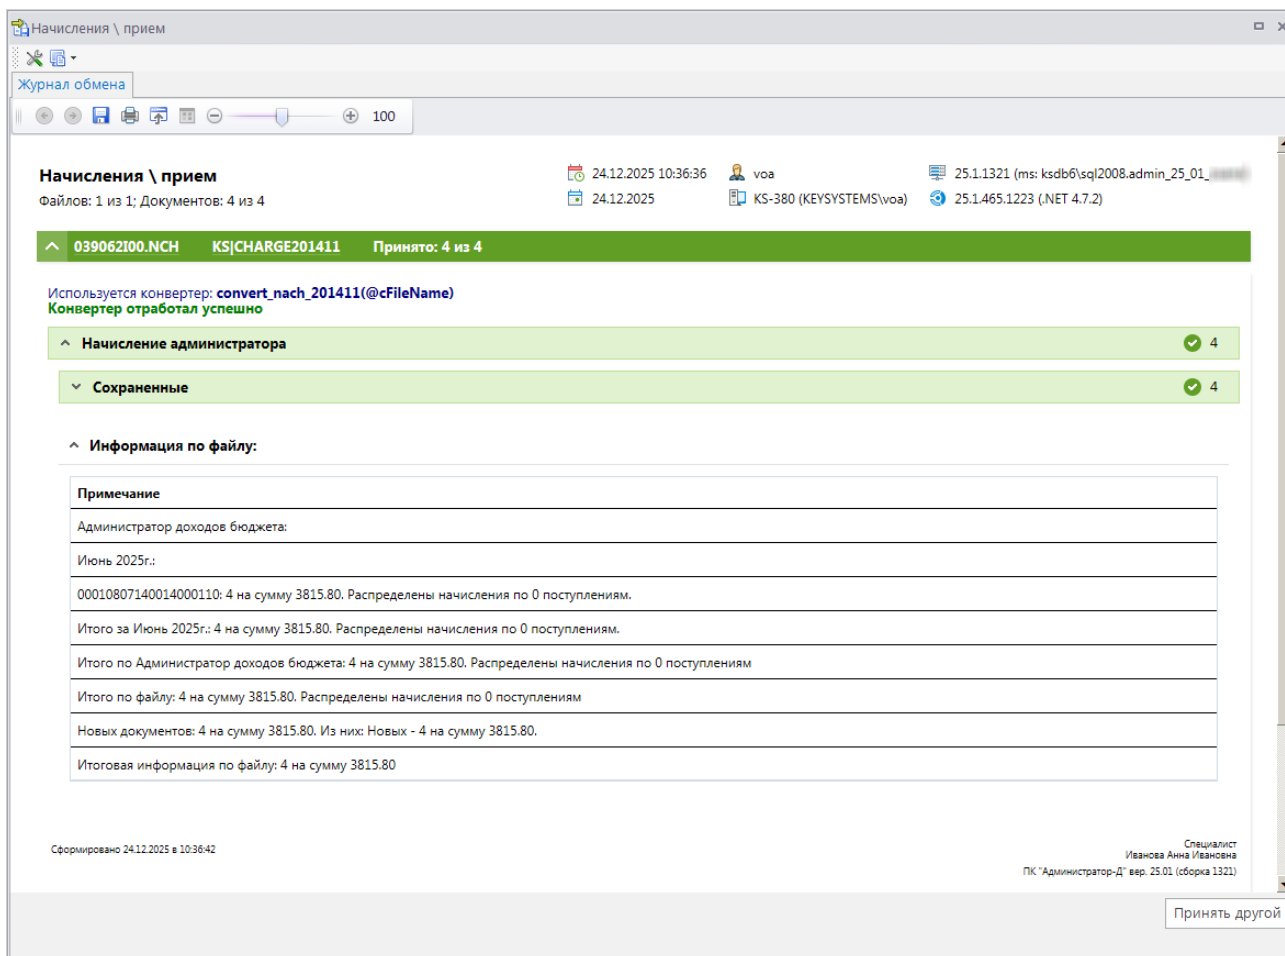 Начисления \ прием
Журнал обмена
100
Начисления \ прием
Файлов: 1 из 1; Документов: 4 из 4
24.12.2025 10:36:36
voa
25.1.1321 (ms: ksdb6\sql2008.admin_25_01_
24.12.2025
KS-380 (KEYSYSTEMS\voa)
25.1.465.1223 (.NET 4.7.2)
039062I00.NCH KS|CHARGE201411 Принято: 4 из 4
Используется конвертер: convert_nach_201411(@cFileName)
Конвертер отработал успешно
Начисление администратора 4
Сохраненные 4
Информация по файлу:
Примечание
Администратор доходов бюджета:
Июнь 2025г.:
00010807140014000110: 4 на сумму 3815.80. Распределены начисления по 0 поступлениям.
Итого за Июнь 2025г.: 4 на сумму 3815.80. Распределены начисления по 0 поступлениям.
Итого по Администратор доходов бюджета: 4 на сумму 3815.80. Распределены начисления по 0 поступлениям
Итого по файлу: 4 на сумму 3815.80. Распределены начисления по 0 поступлениям
Новых документов: 4 на сумму 3815.80. Из них: Новых - 4 на сумму 3815.80.
Итоговая информация по файлу: 4 на сумму 3815.80
Сформировано 24.12.2025 в 10:36:42
Специалист
Иванова Анна Ивановна
ПК "Администратор-Д" вер. 25.01 (сборка 1321)
Принять другой